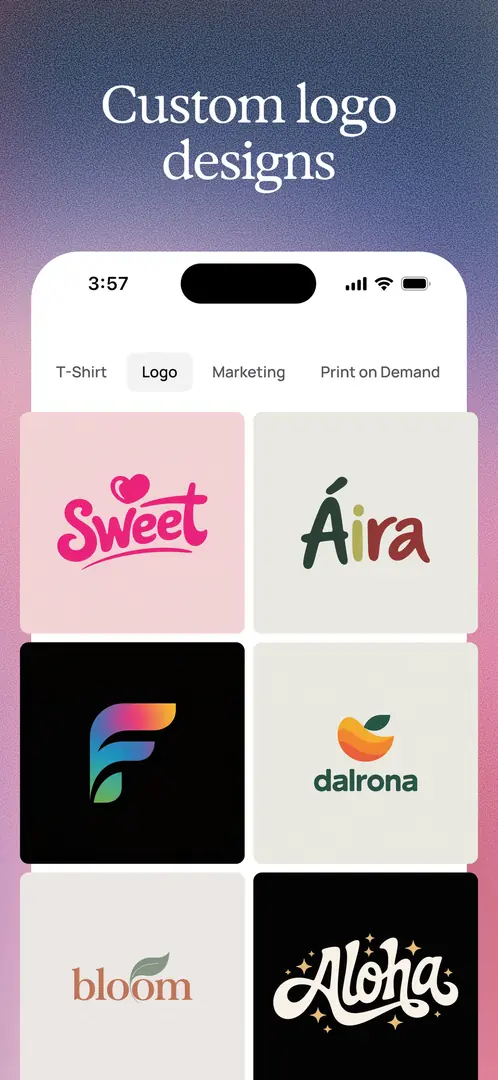 Custom logo
designs
3:57
T-Shirt
Logo
Marketing
Print on Demand
Sweet
Áira
F
dalrona
bloom
Aloha